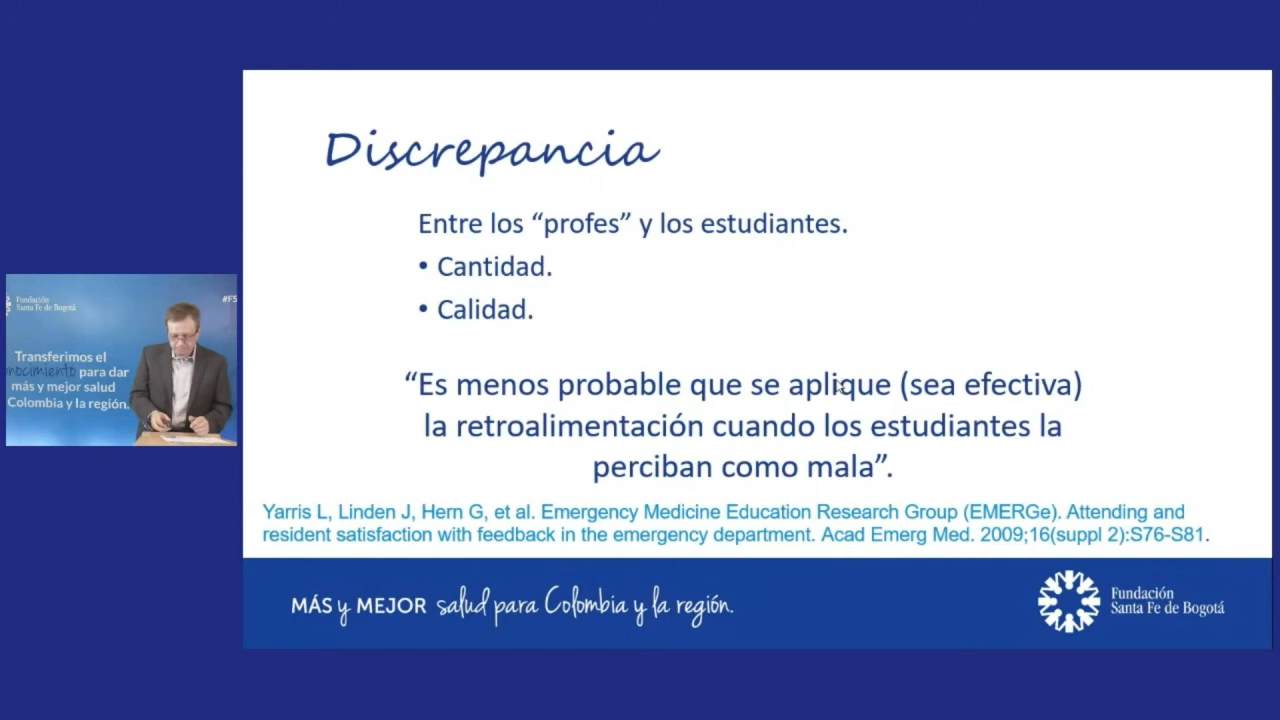 Discrepancia
Entre los “profes” y los estudiantes.
• Cantidad.
• Calidad.
“Es menos probable que se aplique (sea efectiva)
la retroalimentación cuando los estudiantes la
perciban como mala”.
Yarris L, Linden J, Hern G, et al. Emergency Medicine Education Research Group (EMERGe). Attending and
resident satisfaction with feedback in the emergency department. Acad Emerg Med. 2009;16(suppl 2):S76-S81.
MÁS y MEJOR salud para Colombia y la región.
Fundación
Santa Fe de Bogotá
Fundación
Santa Fe de Bogotá
#FS
Transferimos el
onocimiento para dar
más y mejor salud
Colombia y la región.